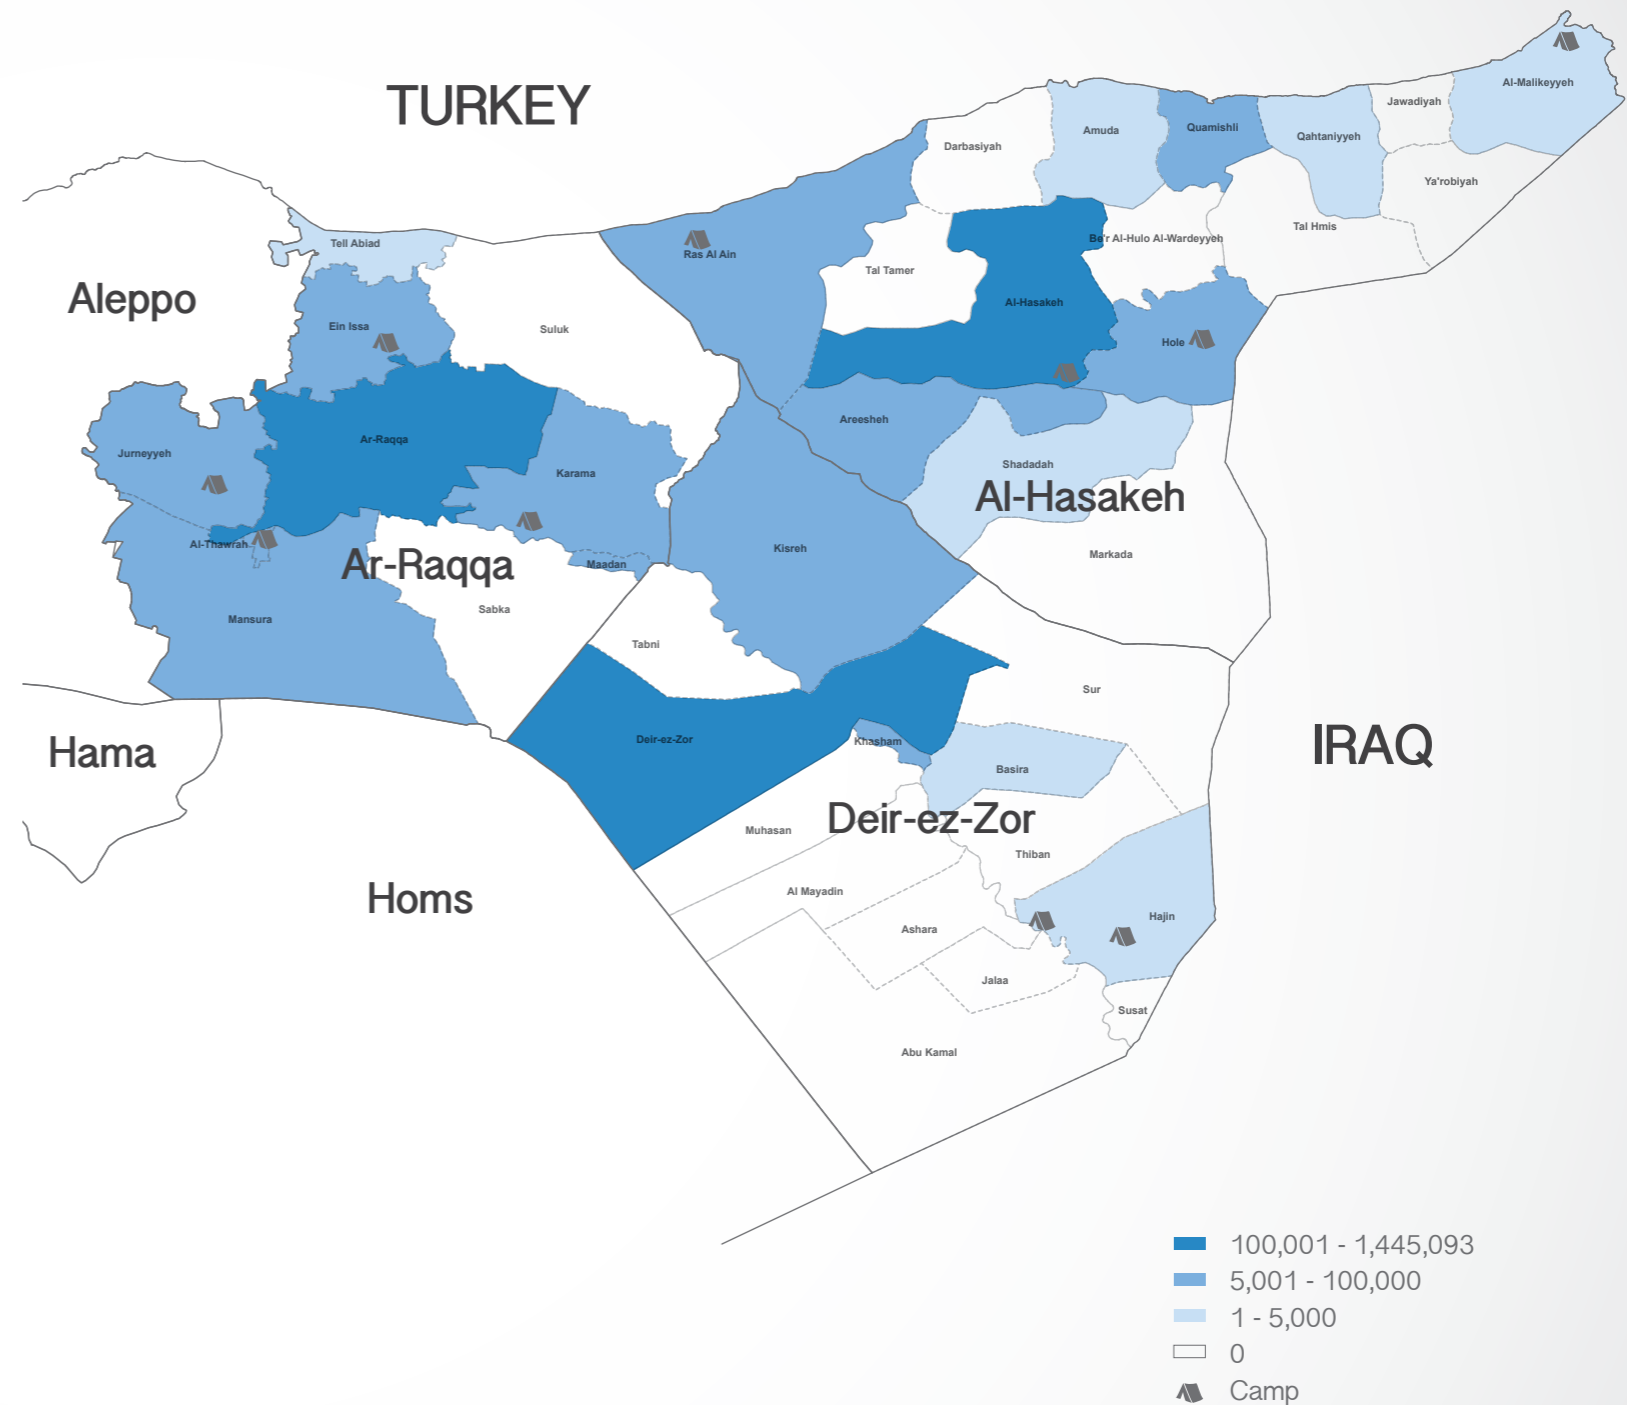 TURKEY
Al-Malikeyyeh
Jawadiyah
Quamishli
Amuda
Qahtaniyyeh
Darbasiyah
Ya'robiyah
Tal Hmis
Be'r Al-Hulo Al-Wardeyyeh
Tell Abiad
Ras Al Ain
Tal Tamer
Aleppo
Al-Hasakeh
Ein Issa
Suluk
Hole
Areesheh
Ar-Raqqa
Jurneyyeh
Shadadah
Karama
Al-Hasakeh
Al-Thawrah
Kisreh
Markada
Ar-Raqqa
Maadan
Sabka
Mansura
Tabni
Sur
Hama
Deir-ez-Zor
Khasham
IRAQ
Basira
Deir-ez-Zor
Muhasan
Thiban
Al Mayadin
Homs
Hajin
Ashara
Jalaa
Susat
Abu Kamal
100,001 - 1,445,093
5,001 - 100,000
1 - 5,000
0
Camp